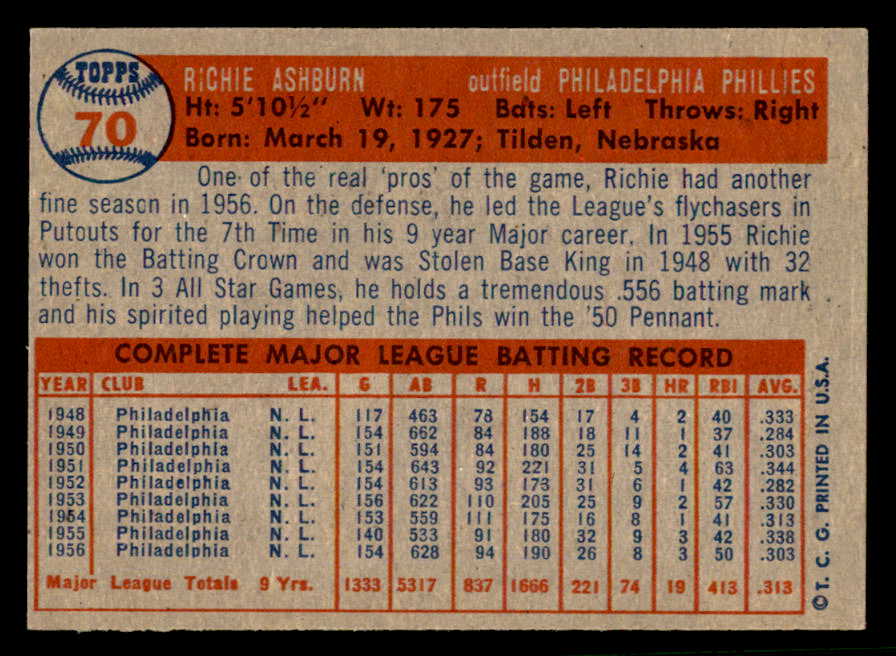 TOPPS
70
RICHIE ASHBURN outfield PHILADELPHIA PHILLIES
Ht: 5'10½" Wt: 175 Bats: Left Throws: Right
Born: March 19, 1927; Tilden, Nebraska
One of the real 'pros' of the game, Richie had another
fine season in 1956. On the defense, he led the League's flychasers in
Putouts for the 7th Time in his 9 year Major career. In 1955 Richie
won the Batting Crown and was Stolen Base King in 1948 with 32
thefts. In 3 All Star Games, he holds a tremendous .556 batting mark
and his spirited playing helped the Phils win the '50 Pennant.
COMPLETE MAJOR LEAGUE BATTING RECORD
YEAR CLUB LEA. G AB R H 2B 3B HR RBI AVG.
1948 Philadelphia N. L. 117 463 78 154 17 4 2 40 .333
1949 Philadelphia N. L. 154 662 84 188 18 11 1 37 .284
1950 Philadelphia N. L. 151 594 84 180 25 14 2 41 .303
1951 Philadelphia N. L. 154 643 92 221 31 5 4 63 .344
1952 Philadelphia N. L. 154 613 93 173 31 6 1 42 .282
1953 Philadelphia N. L. 156 622 110 205 25 9 2 57 .330
1954 Philadelphia N. L. 153 559 111 175 16 8 1 41 .313
1955 Philadelphia N. L. 140 533 91 180 32 9 3 42 .338
1956 Philadelphia N. L. 154 628 94 190 26 8 3 50 .303
Major League Totals 9 Yrs. 1333 5317 837 1666 221 74 19 413 .313
© T. C. G. PRINTED IN U.S.A.